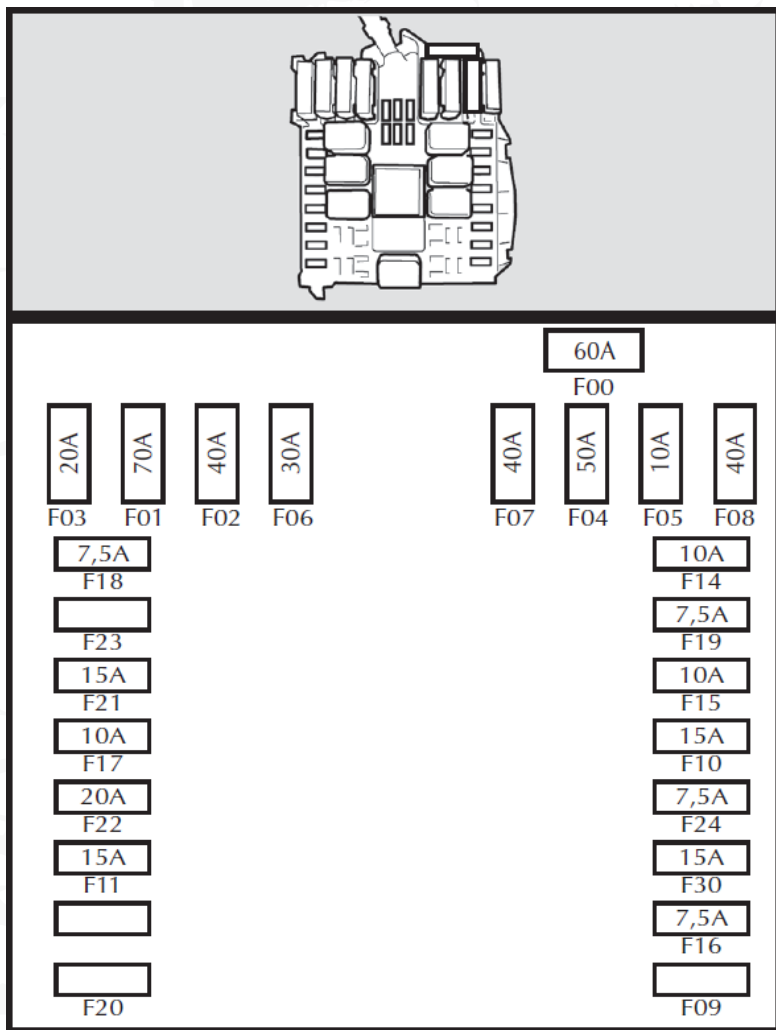 60A
F00
20A 70A 40A 30A 40A 50A 10A 40A
F03 F01 F02 F06 F07 F04 F05 F08
7,5A 10A
F18 F14
7,5A
F23 F19
15A 10A
F21 F15
10A 15A
F17 F10
20A 7,5A
F22 F24
15A 15A
F11 F30
7,5A
F16
F20 F09